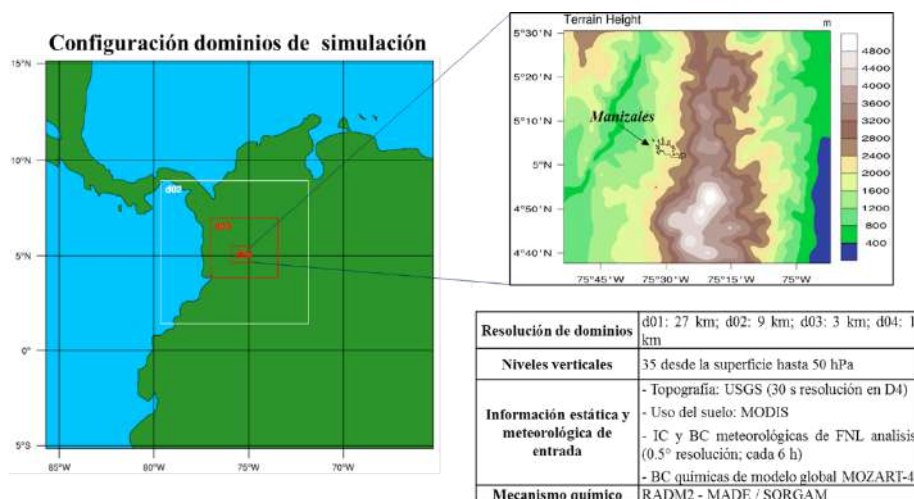 Configuración dominios de simulación
15°N
10°N
5°N
0°
5°S
85°W
80°W
75°W
70°W
d02
d03
Terrain Height
m
5°30'N
5°20'N
5°10'N
5°N
4°50'N
4°40'N
75°45'W
75°30'W
75°15'W
75°W
Manizales
4800
4400
3600
2800
2400
2000
1600
1200
800
400
Resolución de dominios
d01: 27 km; d02: 9 km; d03: 3 km; d04: 1
km
Niveles verticales
35 desde la superficie hasta 50 hPa
Información estática y
meteorológica de
entrada
- Topografía: USGS (30 s resolución en D4)
- Uso del suelo: MODIS
- IC y BC meteorológicas de FNL analisis
(0.5° resolución; cada 6 h)
- BC químicas de modelo global MOZART-4
Mecanismo químico
RADM2 - MADE / SORGAM